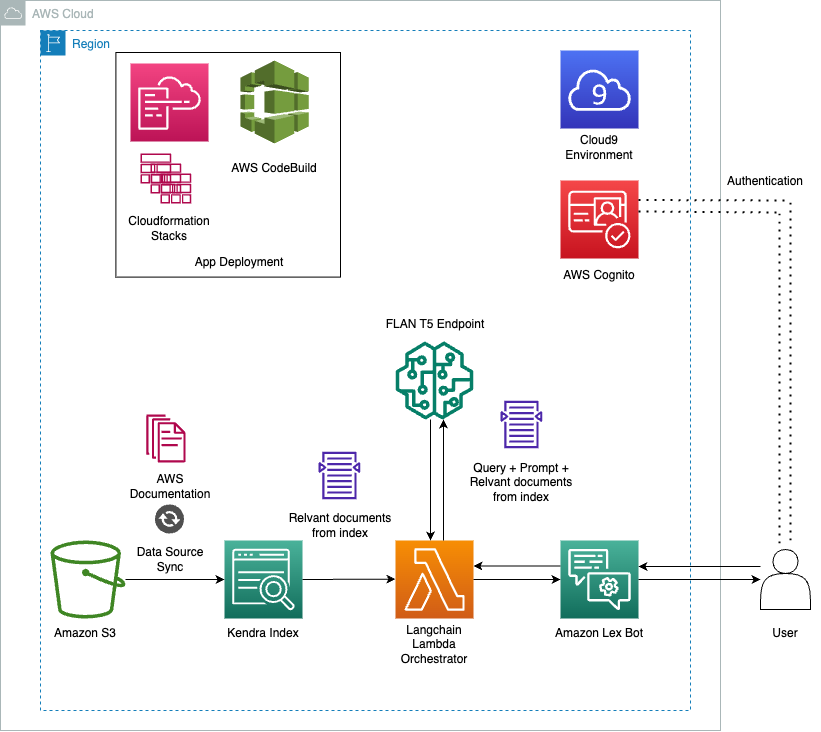 AWS Cloud
Region
AWS CodeBuild
Cloudformation
Stacks
App Deployment
9
Cloud9
Environment
Authentication
AWS Cognito
FLAN T5 Endpoint
AWS
Documentation
Data Source
Sync
Relvant documents
from index
Query + Prompt +
Relvant documents
from index
Amazon S3
Kendra Index
Langchain
Lambda
Orchestrator
Amazon Lex Bot
User